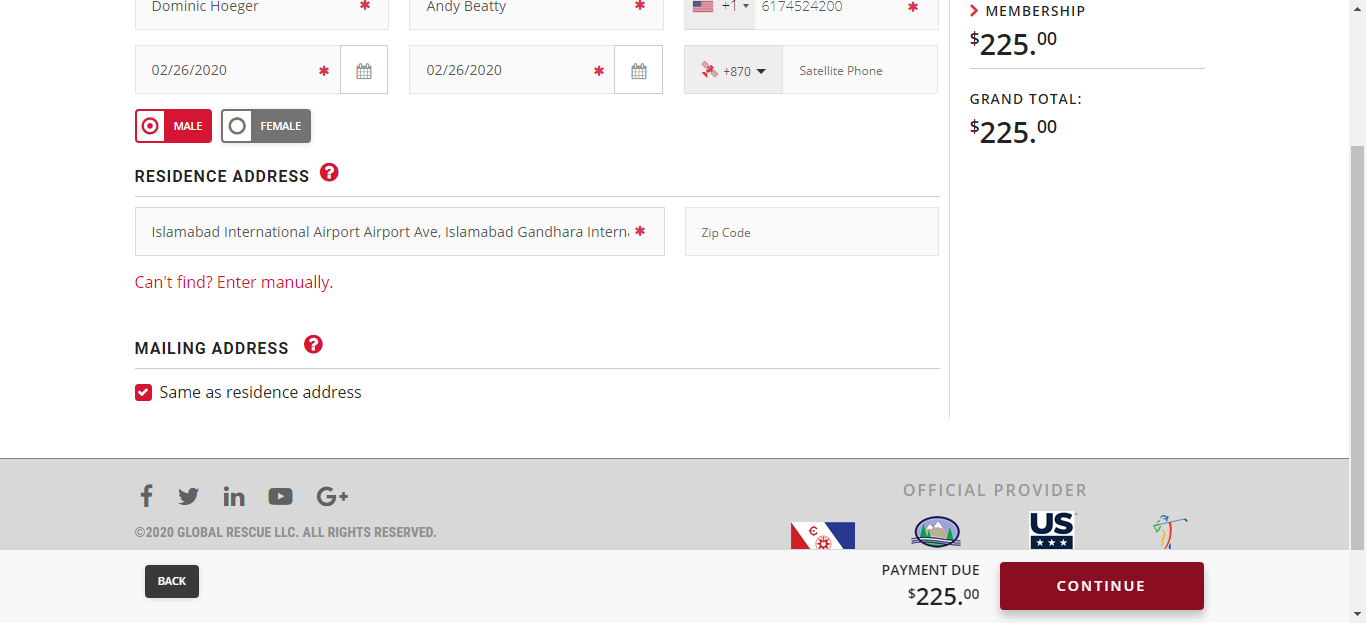 Dominic Hoeger *
Andy Beatty *
+1 6174524200 *
02/26/2020 *
02/26/2020 *
+870 Satellite Phone
MALE
FEMALE
RESIDENCE ADDRESS ?
Islamabad International Airport Airport Ave, Islamabad Gandhara Intern *
Zip Code
Can't find? Enter manually.
MAILING ADDRESS ?
Same as residence address
MEMBERSHIP
$225.00
GRAND TOTAL:
$225.00
©2020 GLOBAL RESCUE LLC. ALL RIGHTS RESERVED.
OFFICIAL PROVIDER
US
BACK
PAYMENT DUE
$225.00
CONTINUE